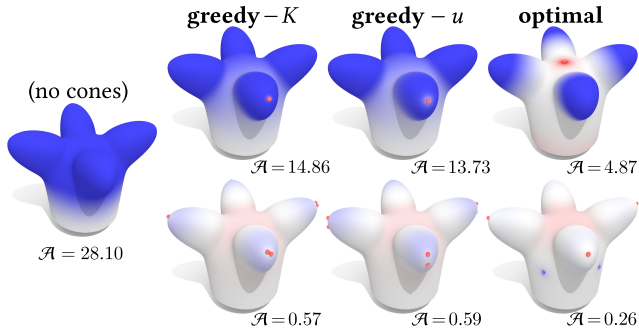 greedy – K
greedy – u
optimal
(no cones)
𝒜 = 28.10
𝒜 = 14.86
𝒜 = 13.73
𝒜 = 4.87
𝒜 = 0.57
𝒜 = 0.59
𝒜 = 0.26